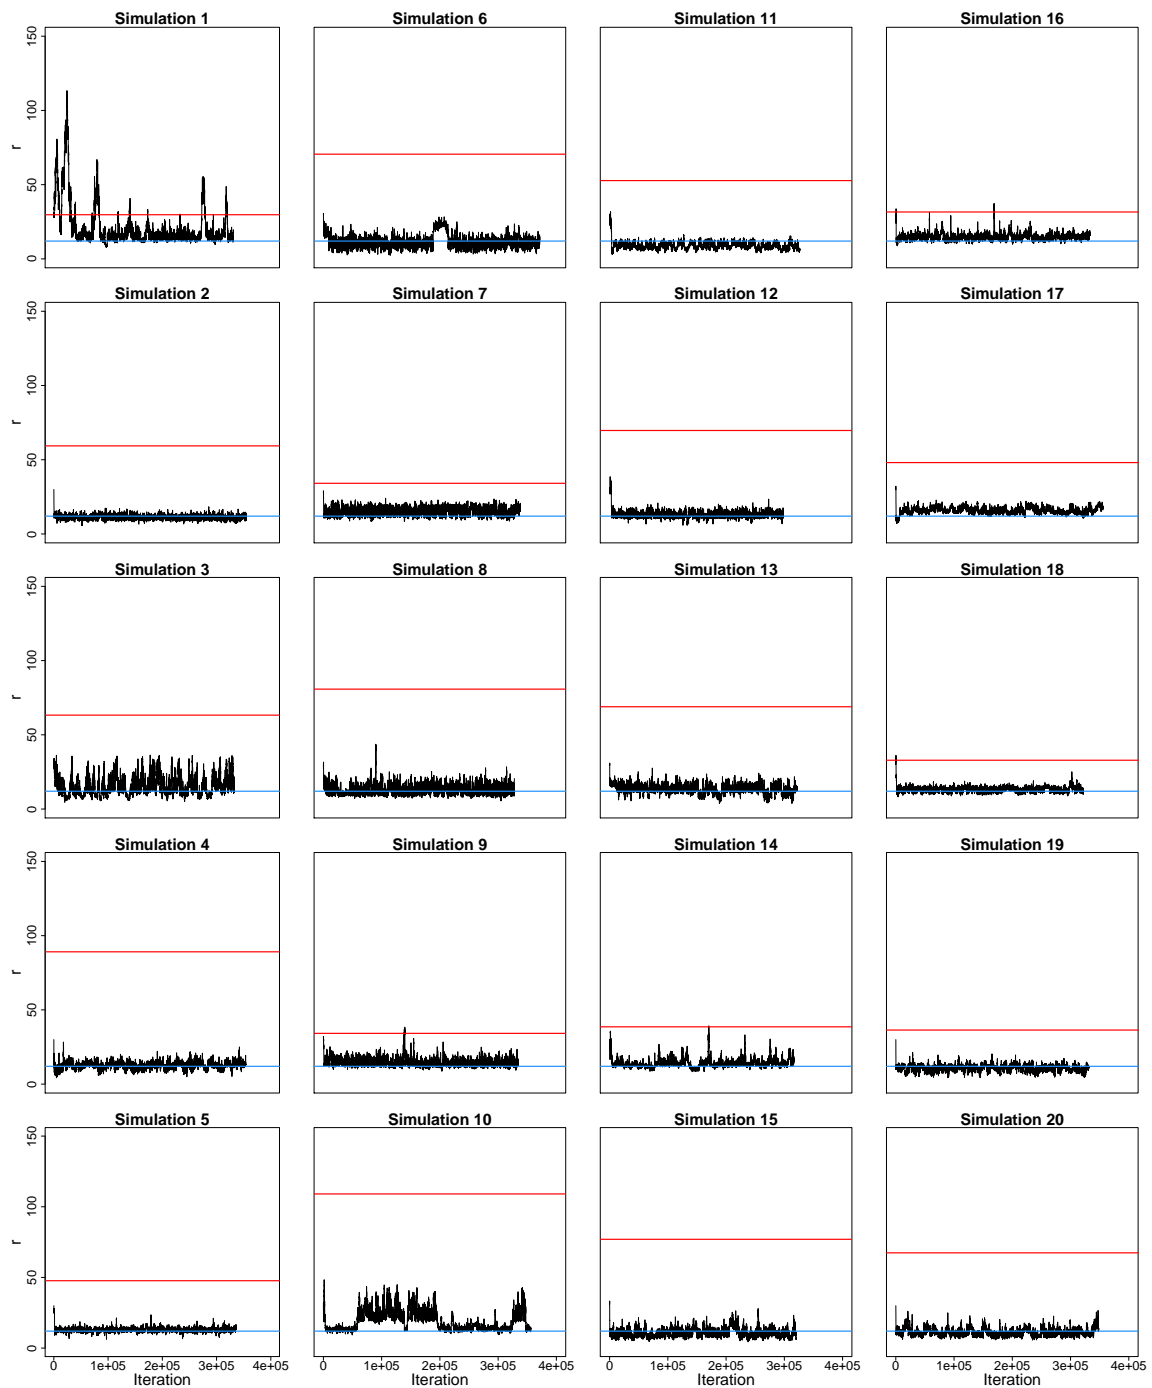 Simulation 1 Simulation 6 Simulation 11 Simulation 16
r
0 50 100 150
Simulation 2 Simulation 7 Simulation 12 Simulation 17
r
0 50 100 150
Simulation 3 Simulation 8 Simulation 13 Simulation 18
r
0 50 100 150
Simulation 4 Simulation 9 Simulation 14 Simulation 19
r
0 50 100 150
Simulation 5 Simulation 10 Simulation 15 Simulation 20
r
0 50 100 150
0 1e+05 2e+05 3e+05 4e+05 0 1e+05 2e+05 3e+05 4e+05 0 1e+05 2e+05 3e+05 4e+05 0 1e+05 2e+05 3e+05 4e+05
Iteration Iteration Iteration Iteration